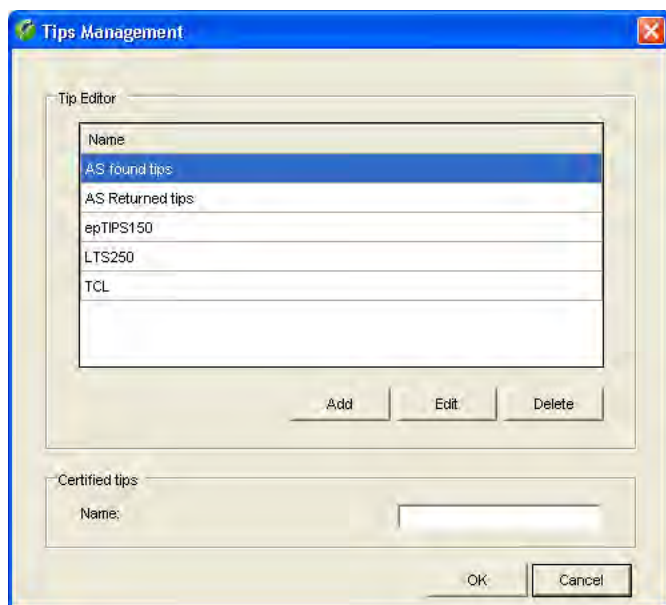 Tips Management
Tip Editor
Name
AS found tips
AS Returned tips
epTIPS150
LTS250
TCL
Add Edit Delete
Certified tips
Name:
OK Cancel